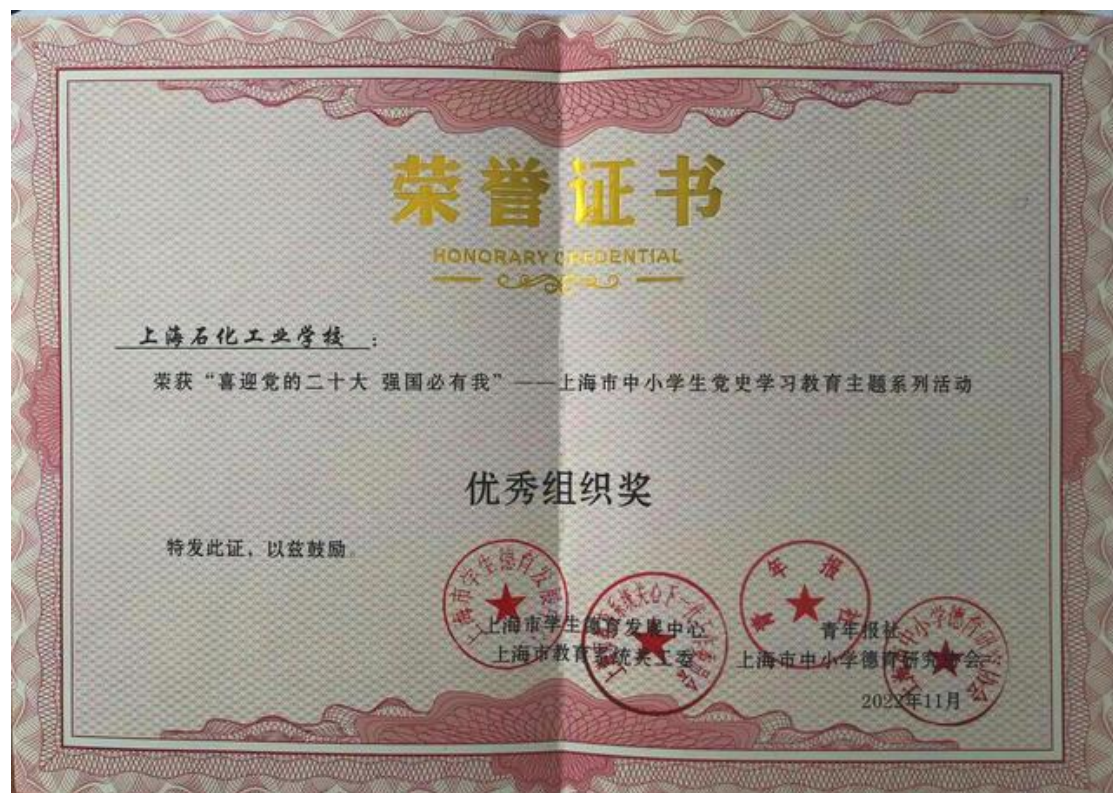 荣誉证书
HONORARY CREDENTIAL
上海石化工业学校：
荣获“喜迎党的二十大 强国必有我”——上海市中小学生党史学习教育主题系列活动
优秀组织奖
特发此证，以兹鼓励。
上海市学生德育发展中心
青年报社
上海市教育系统关工委
上海市中小学德育研究协会
2022年11月
青年报社